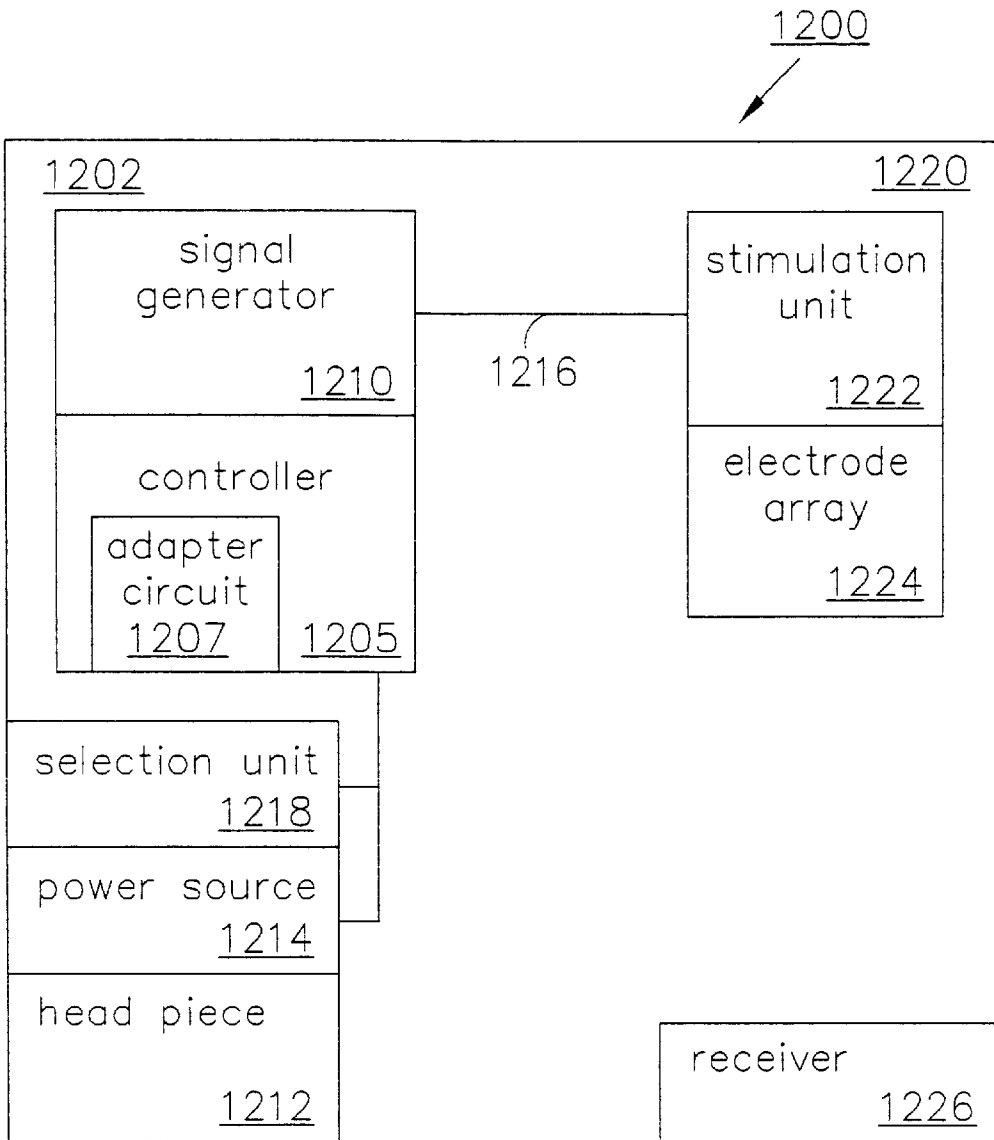 1200
1202
1220
signal
generator
1210
stimulation
unit
1222
1216
controller
electrode
array
1224
adapter
circuit
1207
1205
selection unit
1218
power source
1214
head piece
1212
receiver
1226